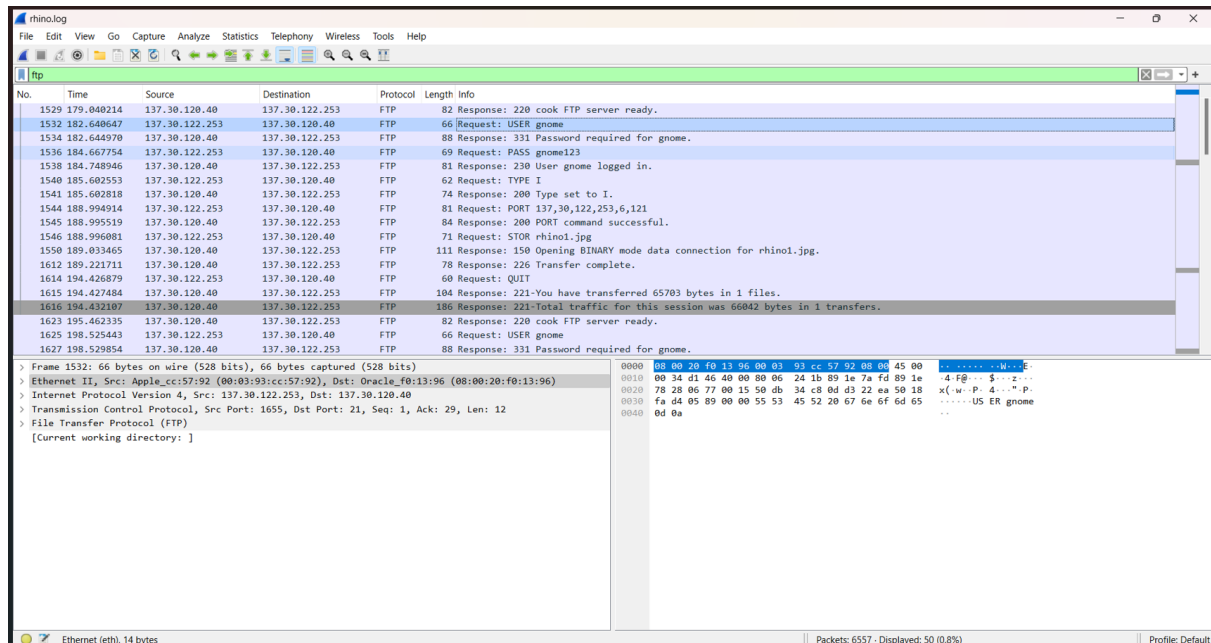 rhino.log
File Edit View Go Capture Analyze Statistics Telephony Wireless Tools Help
ftp
No. Time Source Destination Protocol Length Info
1529 179.040214 137.30.120.40 137.30.122.253 FTP 82 Response: 220 cook FTP server ready.
1532 182.640647 137.30.122.253 137.30.120.40 FTP 66 Request: USER gnome
1534 182.644970 137.30.120.40 137.30.122.253 FTP 88 Response: 331 Password required for gnome.
1536 184.667754 137.30.122.253 137.30.120.40 FTP 69 Request: PASS gnome123
1538 184.748946 137.30.120.40 137.30.122.253 FTP 81 Response: 230 User gnome logged in.
1540 185.602553 137.30.122.253 137.30.120.40 FTP 62 Request: TYPE I
1541 185.602818 137.30.120.40 137.30.122.253 FTP 74 Response: 200 Type set to I.
1544 188.994914 137.30.122.253 137.30.120.40 FTP 81 Request: PORT 137,30,122,253,6,121
1545 188.995519 137.30.120.40 137.30.122.253 FTP 84 Response: 200 PORT command successful.
1546 188.996081 137.30.122.253 137.30.120.40 FTP 71 Request: STOR rhino1.jpg
1550 189.033465 137.30.120.40 137.30.122.253 FTP 111 Response: 150 Opening BINARY mode data connection for rhino1.jpg.
1612 189.221711 137.30.120.40 137.30.122.253 FTP 78 Response: 226 Transfer complete.
1614 194.426879 137.30.122.253 137.30.120.40 FTP 60 Request: QUIT
1615 194.427484 137.30.120.40 137.30.122.253 FTP 104 Response: 221-You have transferred 65703 bytes in 1 files.
1616 194.432107 137.30.120.40 137.30.122.253 FTP 186 Response: 221-Total traffic for this session was 66042 bytes in 1 transfers.
1623 195.462335 137.30.120.40 137.30.122.253 FTP 82 Response: 220 cook FTP server ready.
1625 198.525443 137.30.122.253 137.30.120.40 FTP 66 Request: USER gnome
1627 198.529854 137.30.120.40 137.30.122.253 FTP 88 Response: 331 Password required for gnome.
Frame 1532: 66 bytes on wire (528 bits), 66 bytes captured (528 bits)
Ethernet II, Src: Apple_cc:57:92 (00:03:93:cc:57:92), Dst: Oracle_f0:13:96 (08:00:20:f0:13:96)
Internet Protocol Version 4, Src: 137.30.122.253, Dst: 137.30.120.40
Transmission Control Protocol, Src Port: 1655, Dst Port: 21, Seq: 1, Ack: 29, Len: 12
File Transfer Protocol (FTP)
[Current working directory: ]
0000 08 00 20 f0 13 96 00 03 93 cc 57 92 08 00 45 00 ·· ····· ··W···E·
0010 00 34 d1 46 40 00 80 06 24 1b 89 1e 7a fd 89 1e ·4·F@··· $···z···
0020 78 28 06 77 00 15 50 db 34 c8 0d d3 22 ea 50 18 x(·w··P· 4···"·P·
0030 fa d4 05 89 00 00 55 53 45 52 20 67 6e 6f 6d 65 ······US ER gnome
0040 0d 0a ··
Ethernet (eth), 14 bytes
Packets: 6557 · Displayed: 50 (0.8%)
Profile: Default